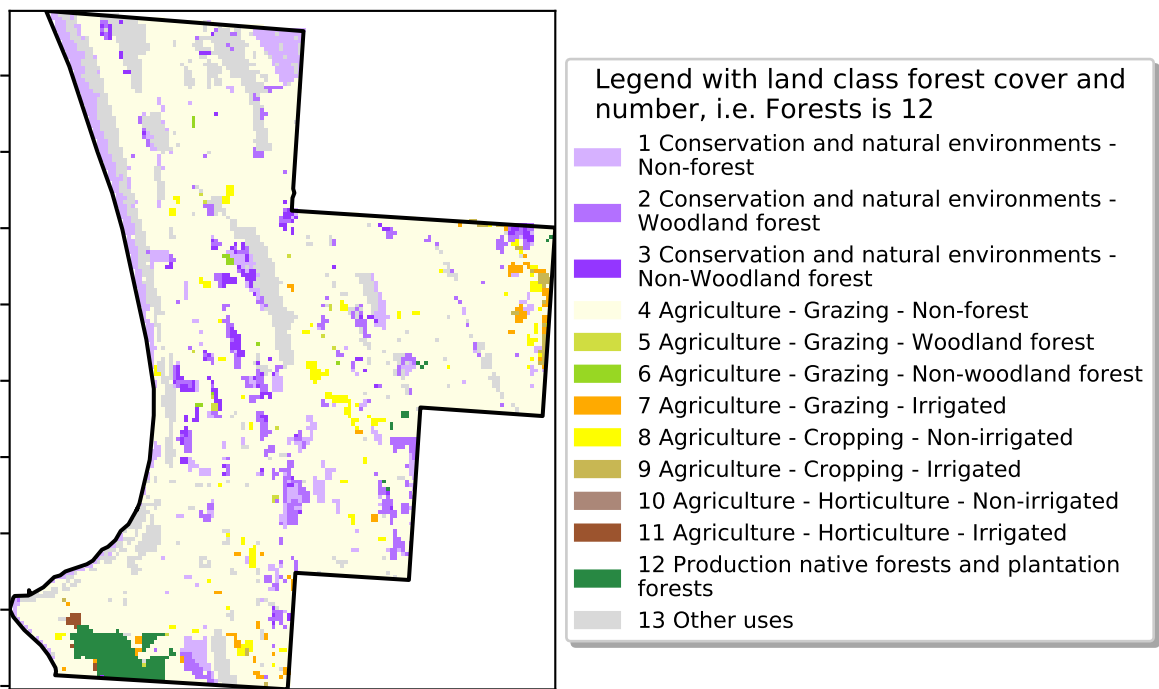 Legend with land class forest cover and
number, i.e. Forests is 12
1 Conservation and natural environments -
Non-forest
2 Conservation and natural environments -
Woodland forest
3 Conservation and natural environments -
Non-Woodland forest
4 Agriculture - Grazing - Non-forest
5 Agriculture - Grazing - Woodland forest
6 Agriculture - Grazing - Non-woodland forest
7 Agriculture - Grazing - Irrigated
8 Agriculture - Cropping - Non-irrigated
9 Agriculture - Cropping - Irrigated
10 Agriculture - Horticulture - Non-irrigated
11 Agriculture - Horticulture - Irrigated
12 Production native forests and plantation
forests
13 Other uses